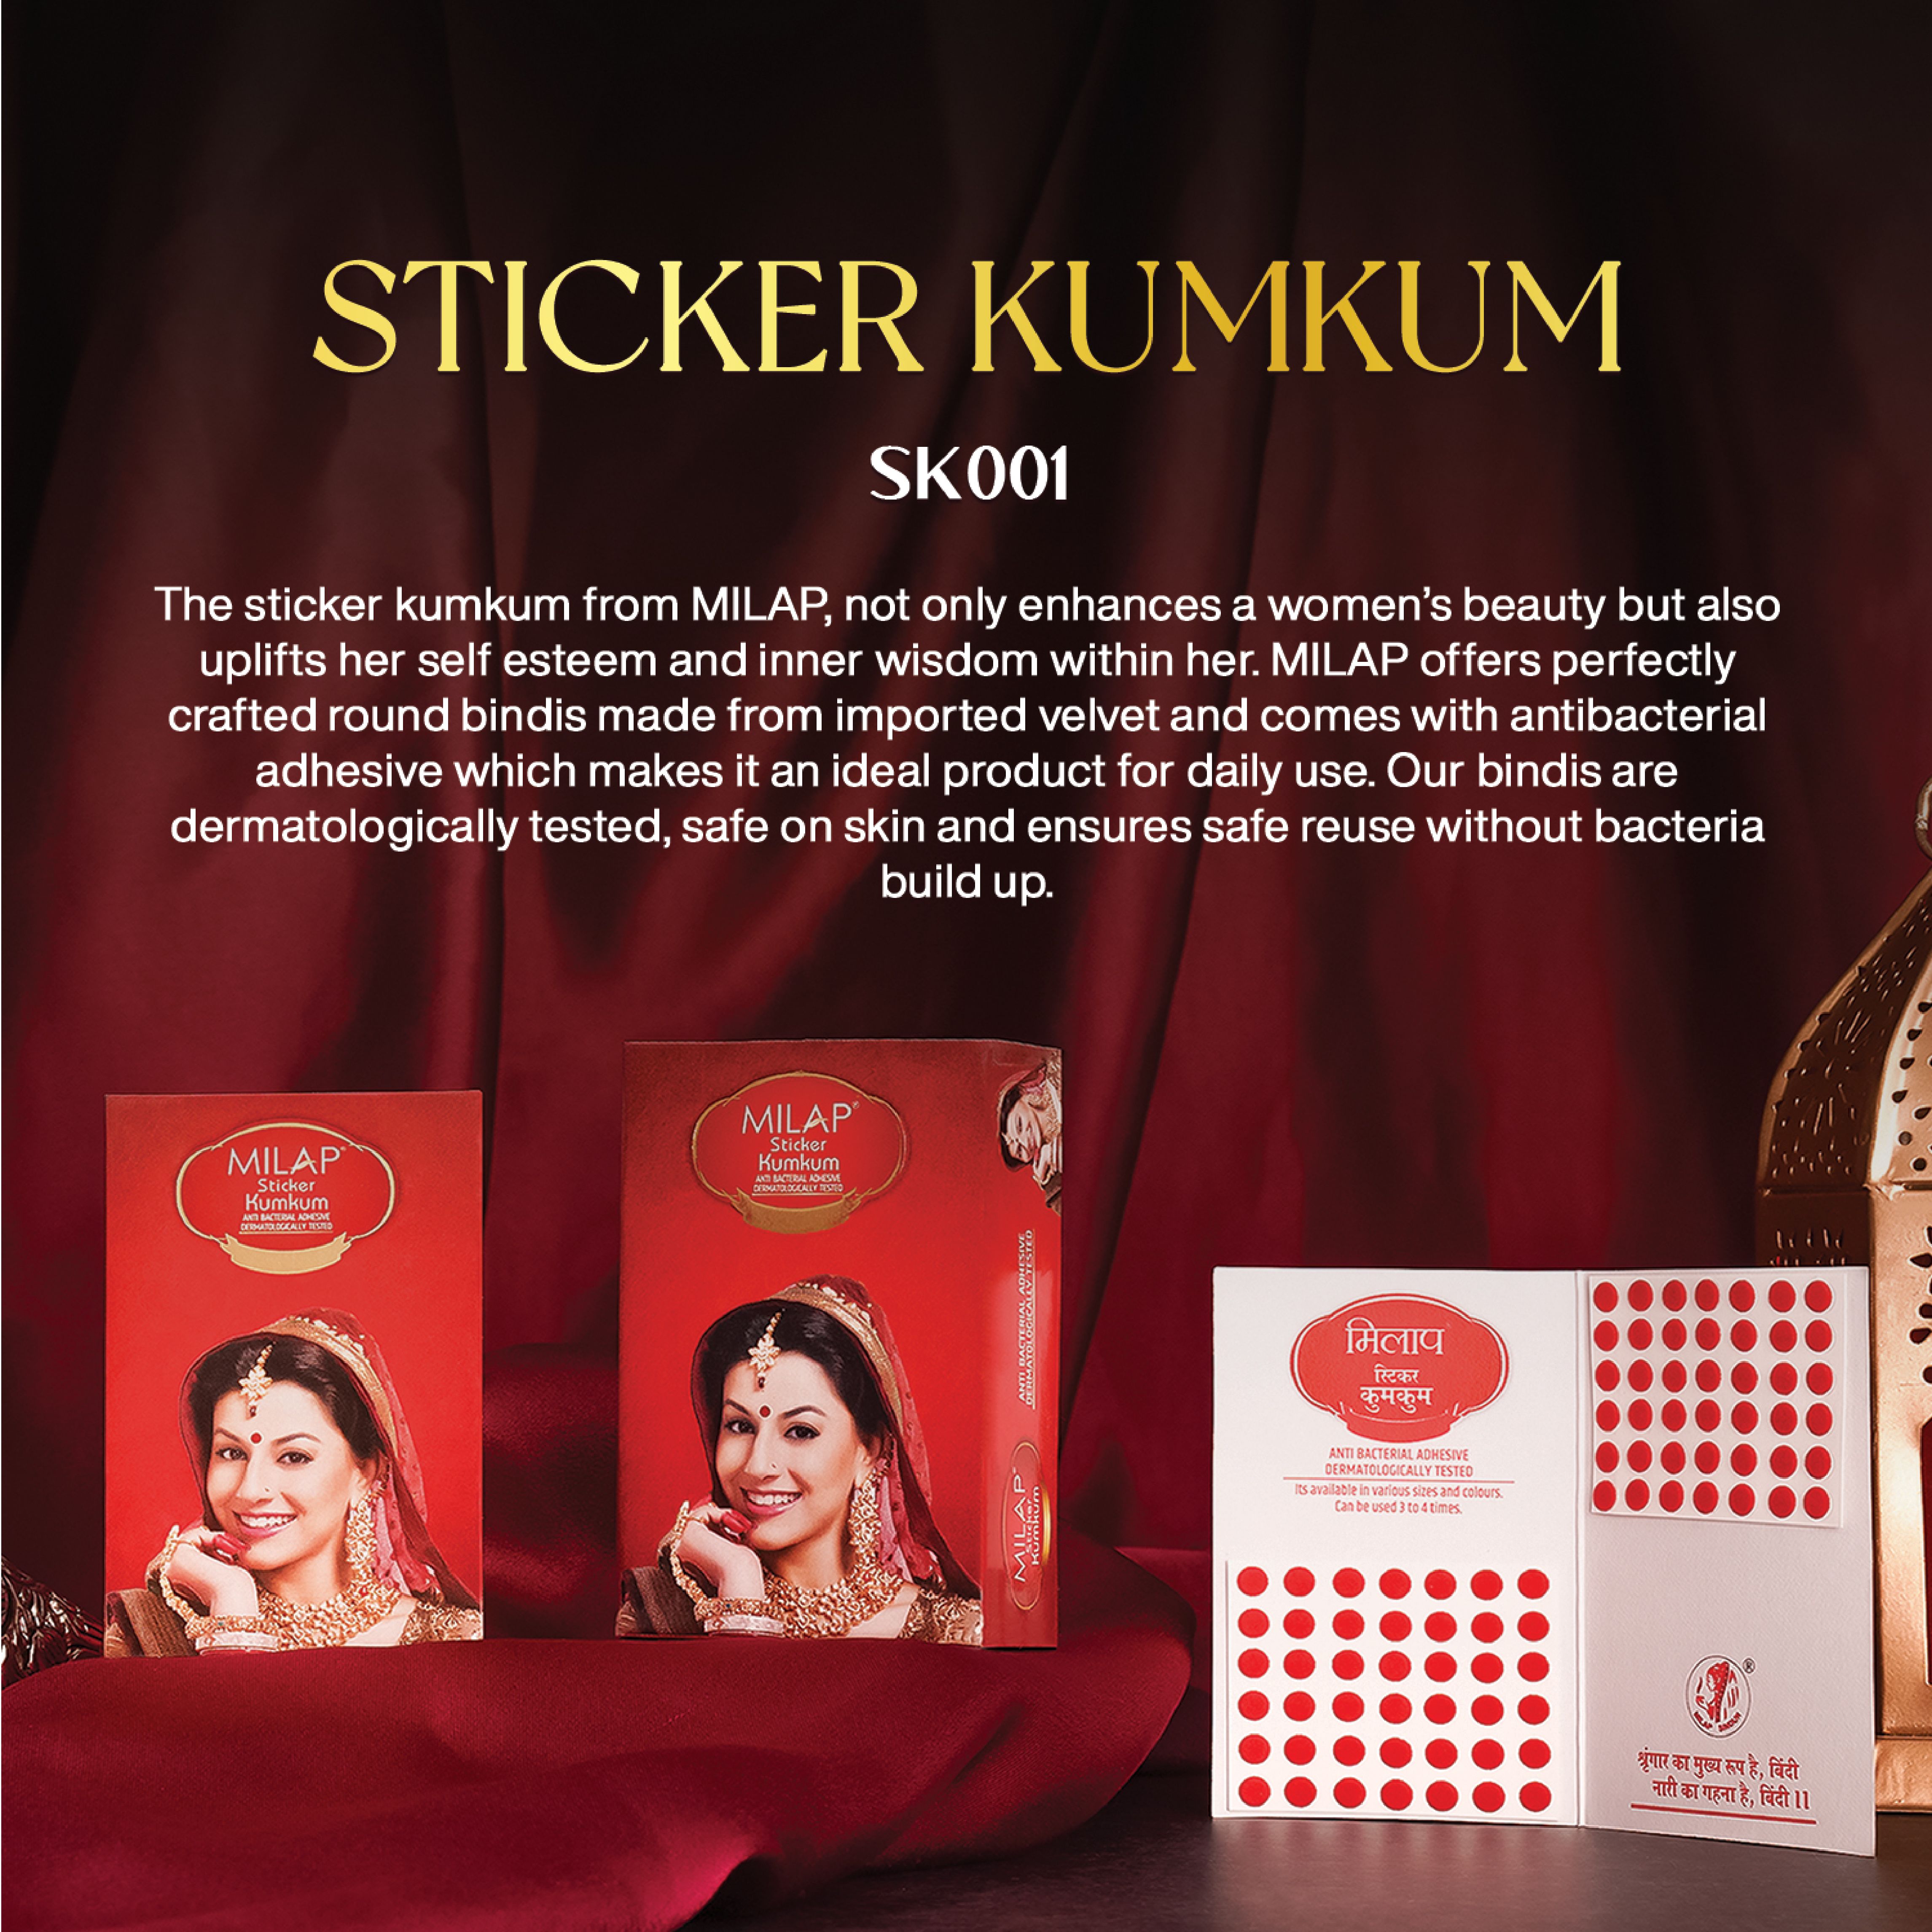 STICKER KUMKUM
SK001
The sticker kumkum from MILAP, not only enhances a women’s beauty but also
uplifts her self esteem and inner wisdom within her. MILAP offers perfectly
crafted round bindis made from imported velvet and comes with antibacterial
adhesive which makes it an ideal product for daily use. Our bindis are
dermatologically tested, safe on skin and ensures safe reuse without bacteria
build up.
MILAP®
Sticker
Kumkum
ANTI BACTERIAL ADHESIVE
DERMATOLOGICALLY TESTED
MILAP®
Sticker
Kumkum
ANTI BACTERIAL ADHESIVE
DERMATOLOGICALLY TESTED
ANTI BACTERIAL ADHESIVE
DERMATOLOGICALLY TESTED
MILAP®
Sticker
Kumkum
मिलाप
स्टिकर
कुमकुम
ANTI BACTERIAL ADHESIVE
DERMATOLOGICALLY TESTED
Its available in various sizes and colours.
Can be used 3 to 4 times.
®
MILAP SINDUR
श्रृंगार का मुख्य रूप है, बिंदी
नारी का गहना है, बिंदी 11